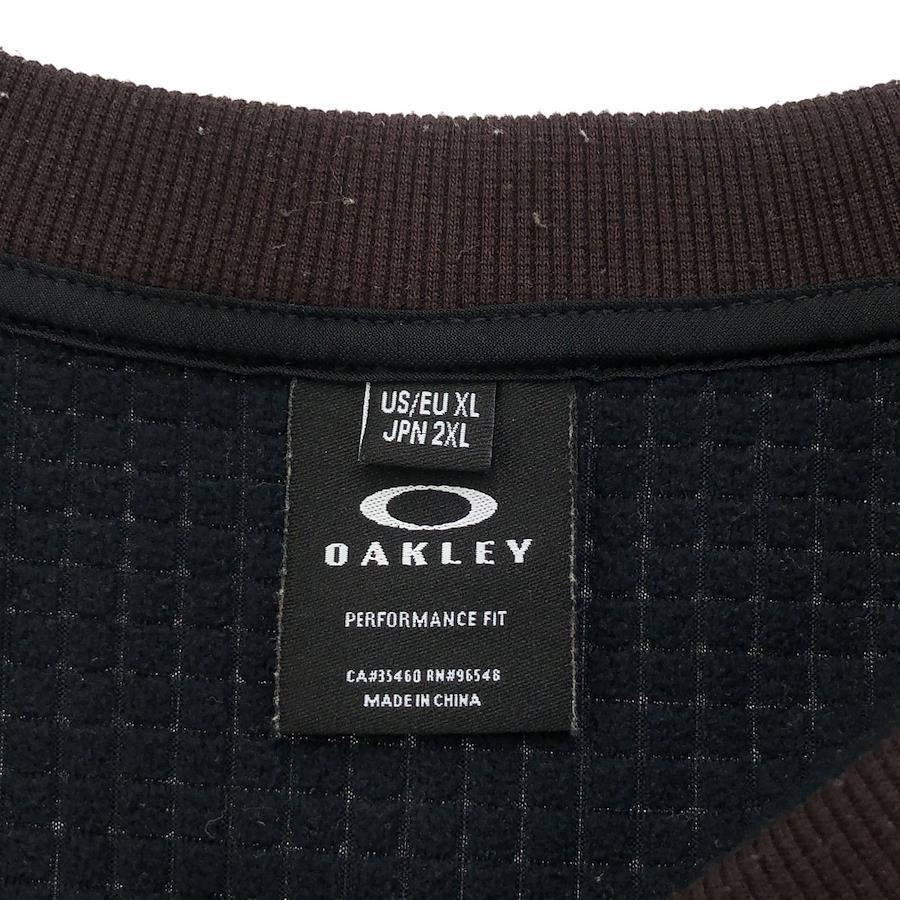 US/EU XL
JPN 2XL
OAKLEY
PERFORMANCE FIT
CA#35460 RN#96548
MADE IN CHINA